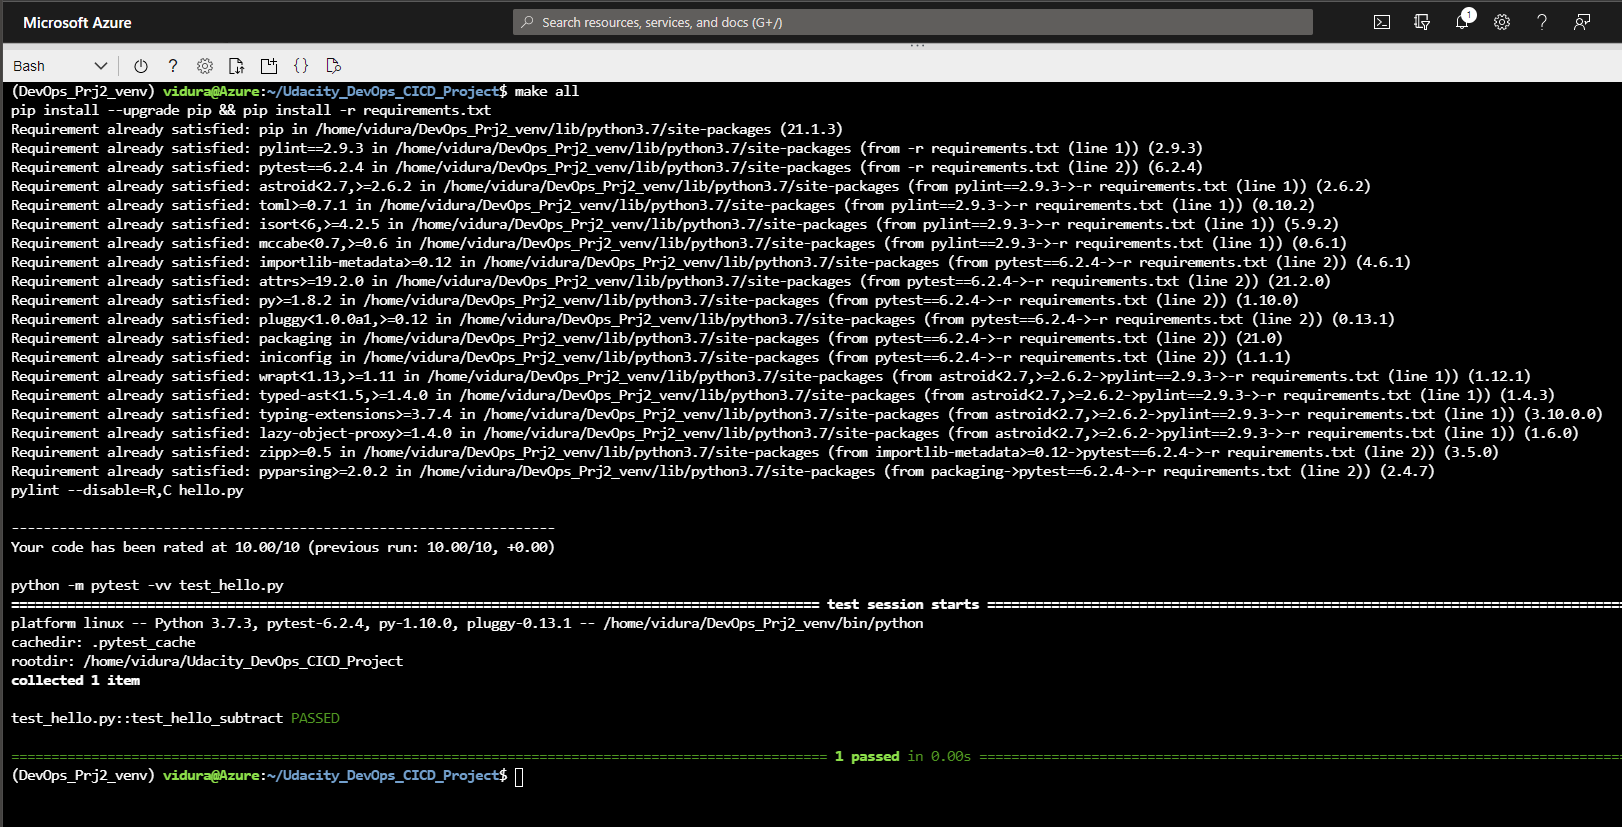 Microsoft Azure
Search resources, services, and docs (G+/)
1
Bash
(DevOps_Prj2_venv) vidura@Azure:~/Udacity_DevOps_CICD_Project$ make all
pip install --upgrade pip && pip install -r requirements.txt
Requirement already satisfied: pip in /home/vidura/DevOps_Prj2_venv/lib/python3.7/site-packages (21.1.3)
Requirement already satisfied: pylint==2.9.3 in /home/vidura/DevOps_Prj2_venv/lib/python3.7/site-packages (from -r requirements.txt (line 1)) (2.9.3)
Requirement already satisfied: pytest==6.2.4 in /home/vidura/DevOps_Prj2_venv/lib/python3.7/site-packages (from -r requirements.txt (line 2)) (6.2.4)
Requirement already satisfied: astroid<2.7,>=2.6.2 in /home/vidura/DevOps_Prj2_venv/lib/python3.7/site-packages (from pylint==2.9.3->-r requirements.txt (line 1)) (2.6.2)
Requirement already satisfied: toml>=0.7.1 in /home/vidura/DevOps_Prj2_venv/lib/python3.7/site-packages (from pylint==2.9.3->-r requirements.txt (line 1)) (0.10.2)
Requirement already satisfied: isort<6,>=4.2.5 in /home/vidura/DevOps_Prj2_venv/lib/python3.7/site-packages (from pylint==2.9.3->-r requirements.txt (line 1)) (5.9.2)
Requirement already satisfied: mccabe<0.7,>=0.6 in /home/vidura/DevOps_Prj2_venv/lib/python3.7/site-packages (from pylint==2.9.3->-r requirements.txt (line 1)) (0.6.1)
Requirement already satisfied: importlib-metadata>=0.12 in /home/vidura/DevOps_Prj2_venv/lib/python3.7/site-packages (from pytest==6.2.4->-r requirements.txt (line 2)) (4.6.1)
Requirement already satisfied: attrs>=19.2.0 in /home/vidura/DevOps_Prj2_venv/lib/python3.7/site-packages (from pytest==6.2.4->-r requirements.txt (line 2)) (21.2.0)
Requirement already satisfied: py>=1.8.2 in /home/vidura/DevOps_Prj2_venv/lib/python3.7/site-packages (from pytest==6.2.4->-r requirements.txt (line 2)) (1.10.0)
Requirement already satisfied: pluggy<1.0.0a1,>=0.12 in /home/vidura/DevOps_Prj2_venv/lib/python3.7/site-packages (from pytest==6.2.4->-r requirements.txt (line 2)) (0.13.1)
Requirement already satisfied: packaging in /home/vidura/DevOps_Prj2_venv/lib/python3.7/site-packages (from pytest==6.2.4->-r requirements.txt (line 2)) (21.0)
Requirement already satisfied: iniconfig in /home/vidura/DevOps_Prj2_venv/lib/python3.7/site-packages (from pytest==6.2.4->-r requirements.txt (line 2)) (1.1.1)
Requirement already satisfied: wrapt<1.13,>=1.11 in /home/vidura/DevOps_Prj2_venv/lib/python3.7/site-packages (from astroid<2.7,>=2.6.2->pylint==2.9.3->-r requirements.txt (line 1)) (1.12.1)
Requirement already satisfied: typed-ast<1.5,>=1.4.0 in /home/vidura/DevOps_Prj2_venv/lib/python3.7/site-packages (from astroid<2.7,>=2.6.2->pylint==2.9.3->-r requirements.txt (line 1)) (1.4.3)
Requirement already satisfied: typing-extensions>=3.7.4 in /home/vidura/DevOps_Prj2_venv/lib/python3.7/site-packages (from astroid<2.7,>=2.6.2->pylint==2.9.3->-r requirements.txt (line 1)) (3.10.0.0)
Requirement already satisfied: lazy-object-proxy>=1.4.0 in /home/vidura/DevOps_Prj2_venv/lib/python3.7/site-packages (from astroid<2.7,>=2.6.2->pylint==2.9.3->-r requirements.txt (line 1)) (1.6.0)
Requirement already satisfied: zipp>=0.5 in /home/vidura/DevOps_Prj2_venv/lib/python3.7/site-packages (from importlib-metadata>=0.12->pytest==6.2.4->-r requirements.txt (line 2)) (3.5.0)
Requirement already satisfied: pyparsing>=2.0.2 in /home/vidura/DevOps_Prj2_venv/lib/python3.7/site-packages (from packaging->pytest==6.2.4->-r requirements.txt (line 2)) (2.4.7)
pylint --disable=R,C hello.py
--------------------------------------------------------------------
Your code has been rated at 10.00/10 (previous run: 10.00/10, +0.00)
python -m pytest -vv test_hello.py
===== test session starts =====
platform linux -- Python 3.7.3, pytest-6.2.4, py-1.10.0, pluggy-0.13.1 -- /home/vidura/DevOps_Prj2_venv/bin/python
cachedir: .pytest_cache
rootdir: /home/vidura/Udacity_DevOps_CICD_Project
collected 1 item
test_hello.py::test_hello_subtract PASSED
===== 1 passed in 0.00s =====
(DevOps_Prj2_venv) vidura@Azure:~/Udacity_DevOps_CICD_Project$